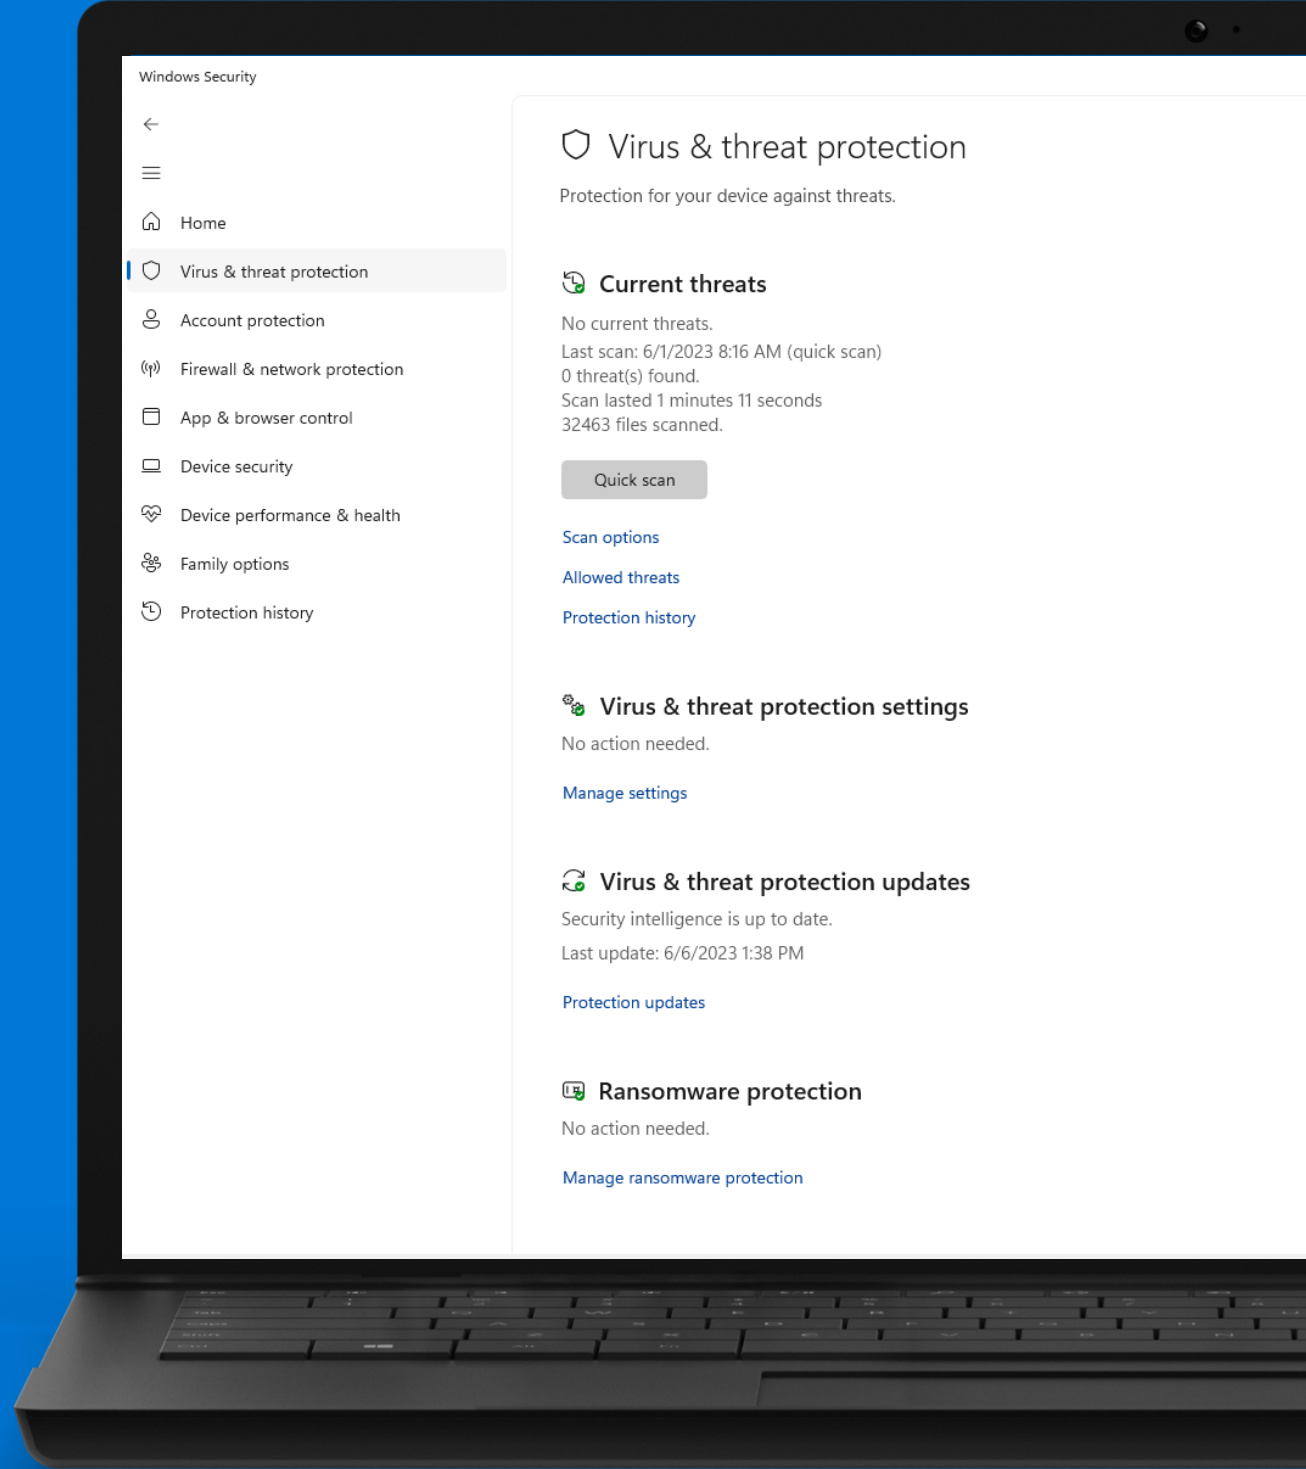 Windows Security
Home
Virus & threat protection
Account protection
Firewall & network protection
App & browser control
Device security
Device performance & health
Family options
Protection history
Virus & threat protection
Protection for your device against threats.
Current threats
No current threats.
Last scan: 6/1/2023 8:16 AM (quick scan)
0 threat(s) found.
Scan lasted 1 minutes 11 seconds
32463 files scanned.
Quick scan
Scan options
Allowed threats
Protection history
Virus & threat protection settings
No action needed.
Manage settings
Virus & threat protection updates
Security intelligence is up to date.
Last update: 6/6/2023 1:38 PM
Protection updates
Ransomware protection
No action needed.
Manage ransomware protection